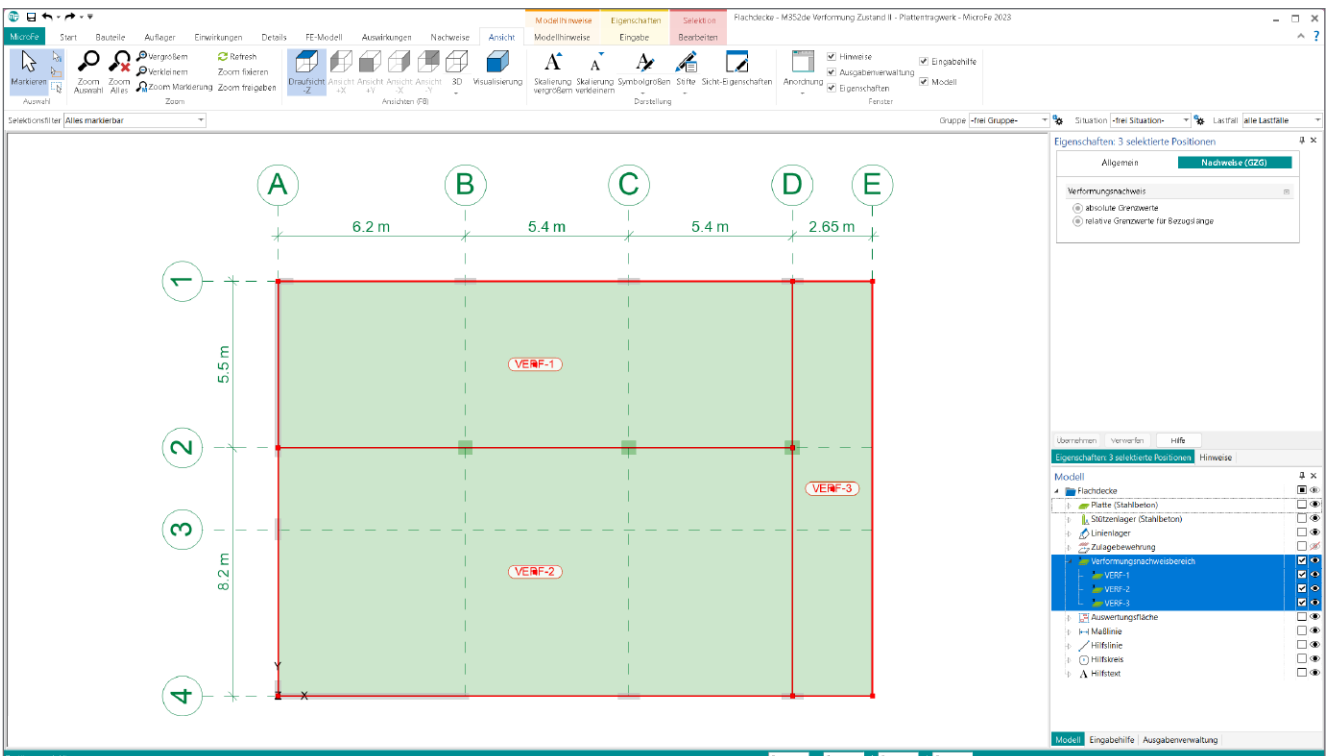 Modellhinweise Eigenschaften Selektion Flachdecke - M352de Verformung Zustand II - Plattentragwerk - MicroFe 2023
MicroFe Start Bauteile Auflager Einwirkungen Details FE-Modell Auswirkungen Nachweise Ansicht Modellhinweise Eingabe Bearbeiten
Markieren
Zoom Auswahl
Zoom Alles
Vergrößern
Verkleinern
Zoom Markierung
Refresh
Zoom fixieren
Zoom freigeben
Draufsicht -Z
Ansicht +X
Ansicht +Y
Ansicht -X
Ansicht -Y
3D
Visualisierung
Skalierung vergrößern
Skalierung verkleinern
Symbolgrößen
Stifte
Sicht-Eigenschaften
Anordnung
Hinweise
Ausgabenverwaltung
Eigenschaften
Eingabehilfe
Modell
Auswahl Zoom Ansichten (F8) Darstellung Fenster
Selektionsfilter Alles markierbar Gruppe -frei Gruppe- Situation -frei Situation- Lastfall alle Lastfälle
A B C D E
6.2 m 5.4 m 5.4 m 2.65 m
1
5.5 m
VERF-1
2
VERF-3
3
8.2 m
VERF-2
Y
4
Z X
Eigenschaften: 3 selektierte Positionen
Allgemein Nachweise (GZG)
Verformungsnachweis
absolute Grenzwerte
relative Grenzwerte für Bezugslänge
Übernehmen Verwerfen Hilfe
Eigenschaften: 3 selektierte Positionen Hinweise
Modell
Flachdecke
Platte (Stahlbeton)
Stützenlager (Stahlbeton)
Linienlager
Zulagebewehrung
Verformungsnachweisbereich
VERF-1
VERF-2
VERF-3
Auswertungsfläche
Maßlinie
Hilfslinie
Hilfskreis
A Hilfstext
Modell Eingabehilfe Ausgabenverwaltung